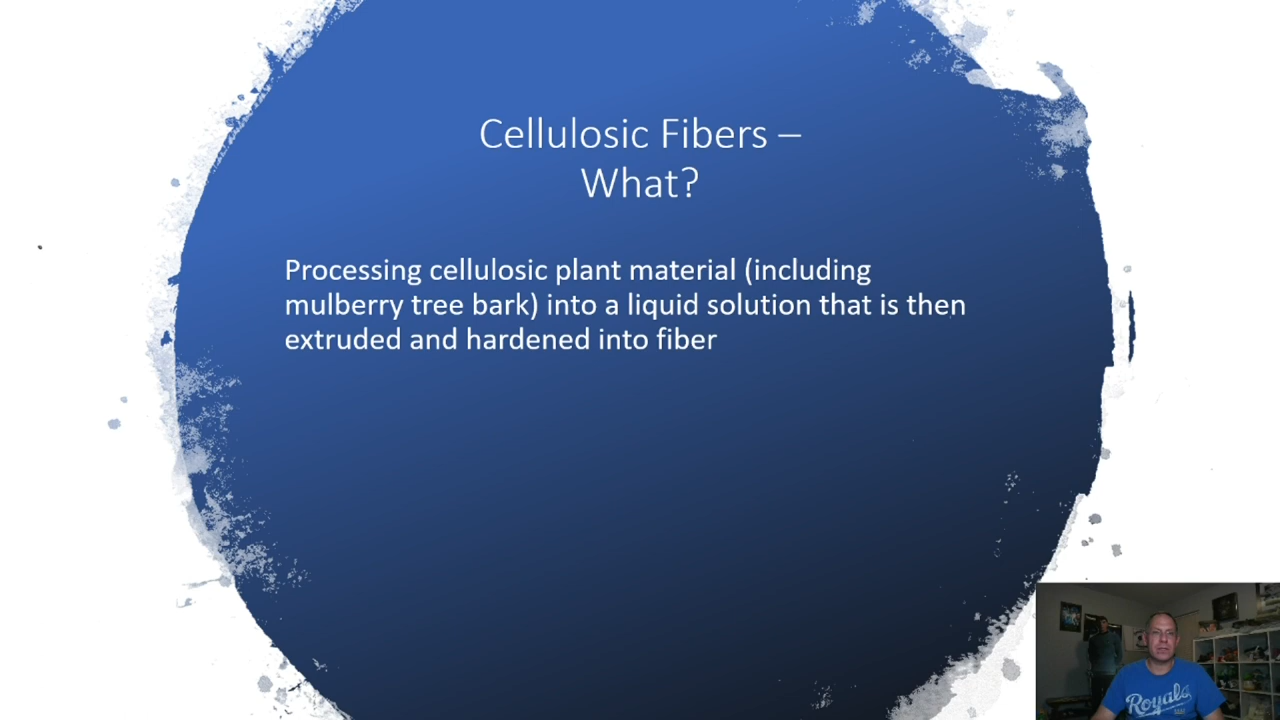 Cellulosic Fibers –
What?
Processing cellulosic plant material (including
mulberry tree bark) into a liquid solution that is then
extruded and hardened into fiber
Royals